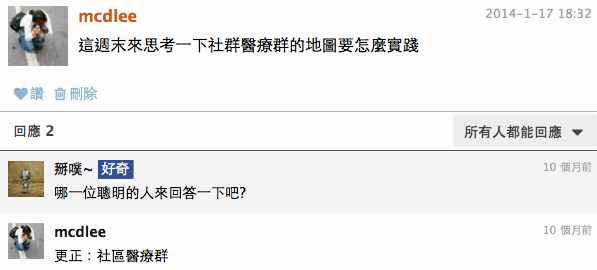 mcdlee
2014-1-17 18:32
這週末來思考一下社群醫療群的地圖要怎麼實踐
讚 刪除
回應 2
所有人都能回應
掰噗~ 好奇
10 個月前
哪一位聰明的人來回答一下吧?
mcdlee
10 個月前
更正：社區醫療群